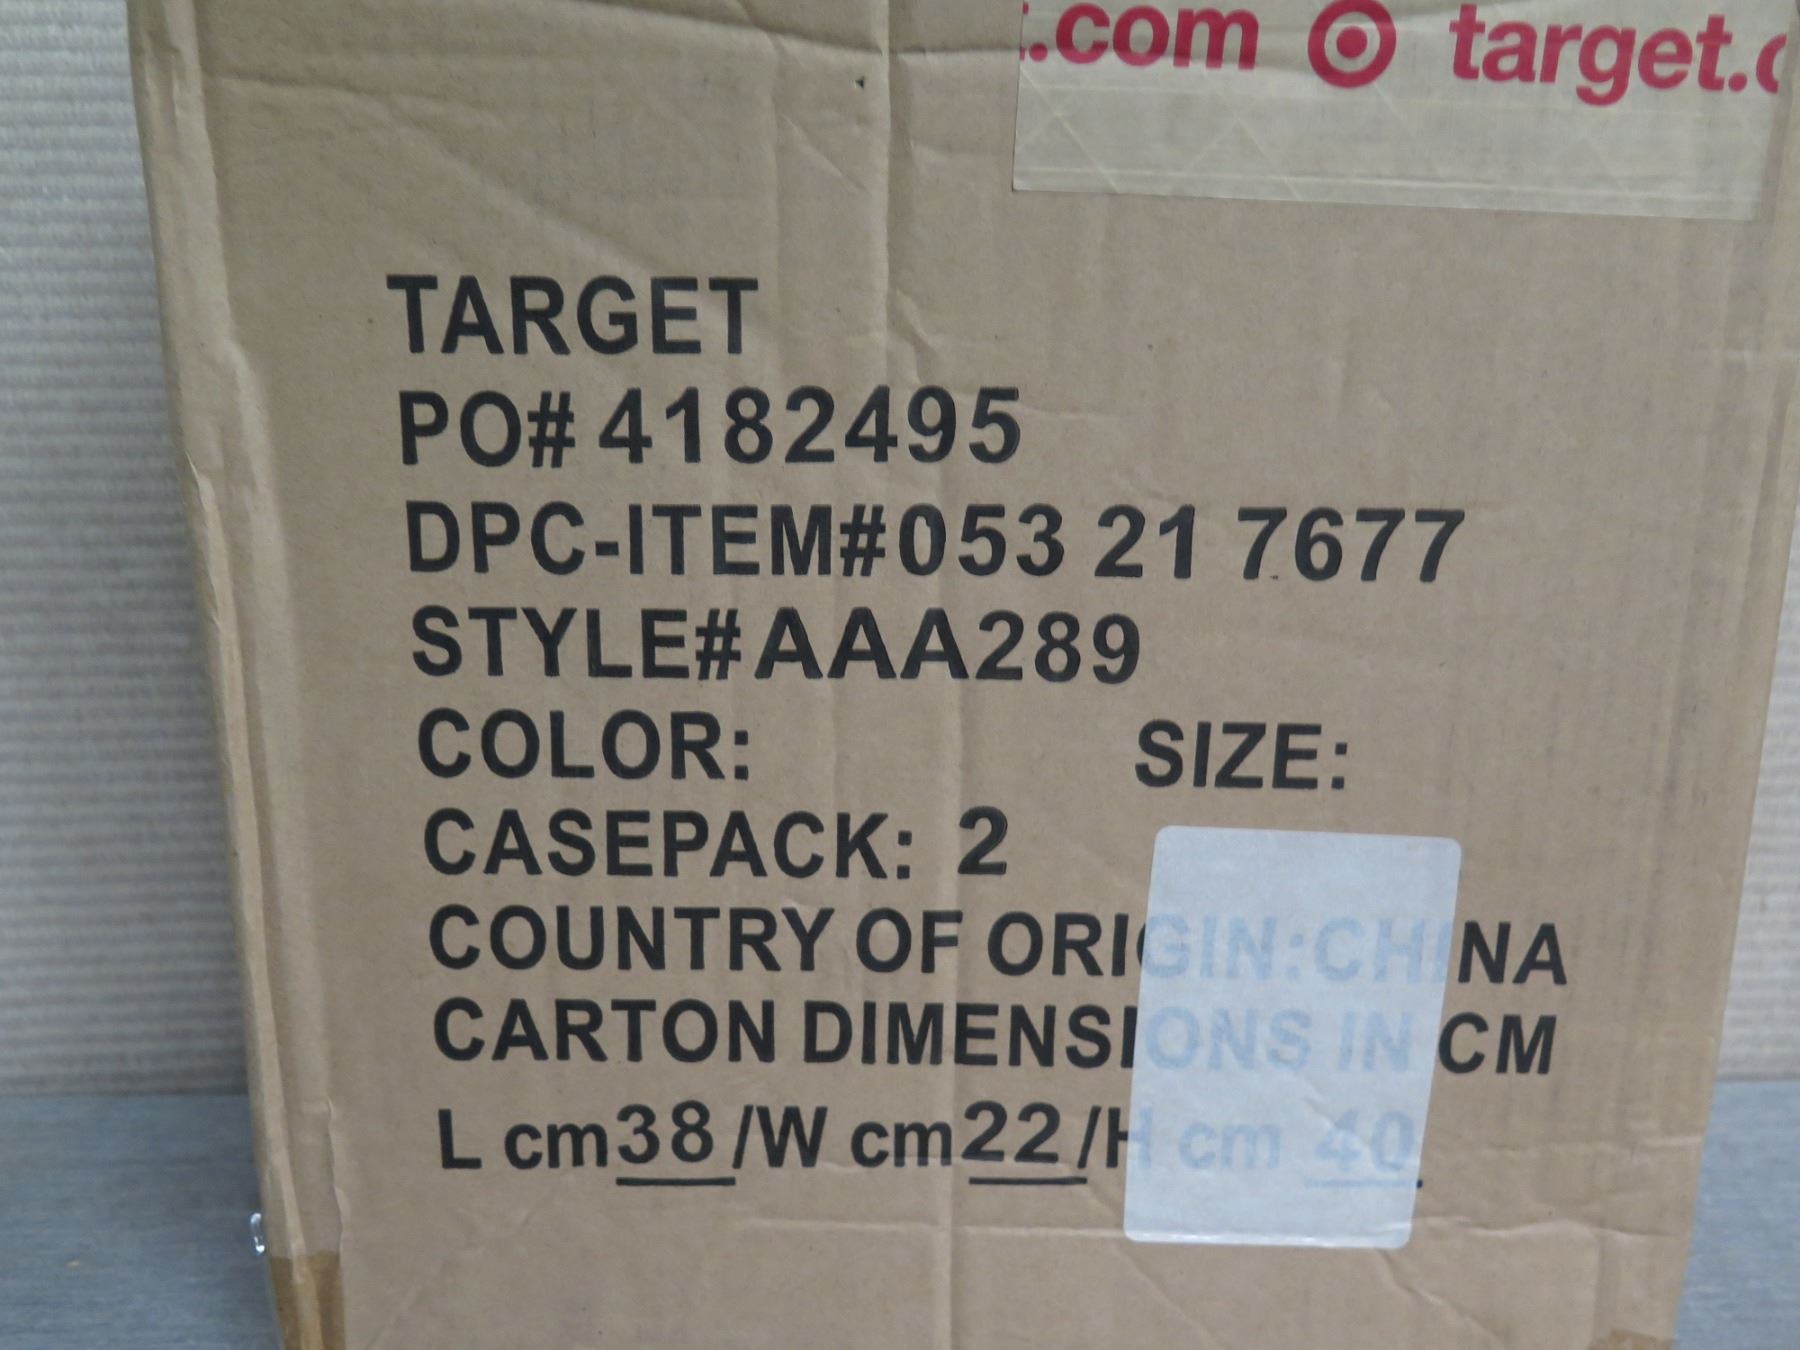 t.com target.c
TARGET
PO# 4182495
DPC-ITEM#053 21 7677
STYLE#AAA289
COLOR: SIZE:
CASEPACK: 2
COUNTRY OF ORIGIN:CHINA
CARTON DIMENSIONS IN CM
L cm38 /W cm22 /H cm 40